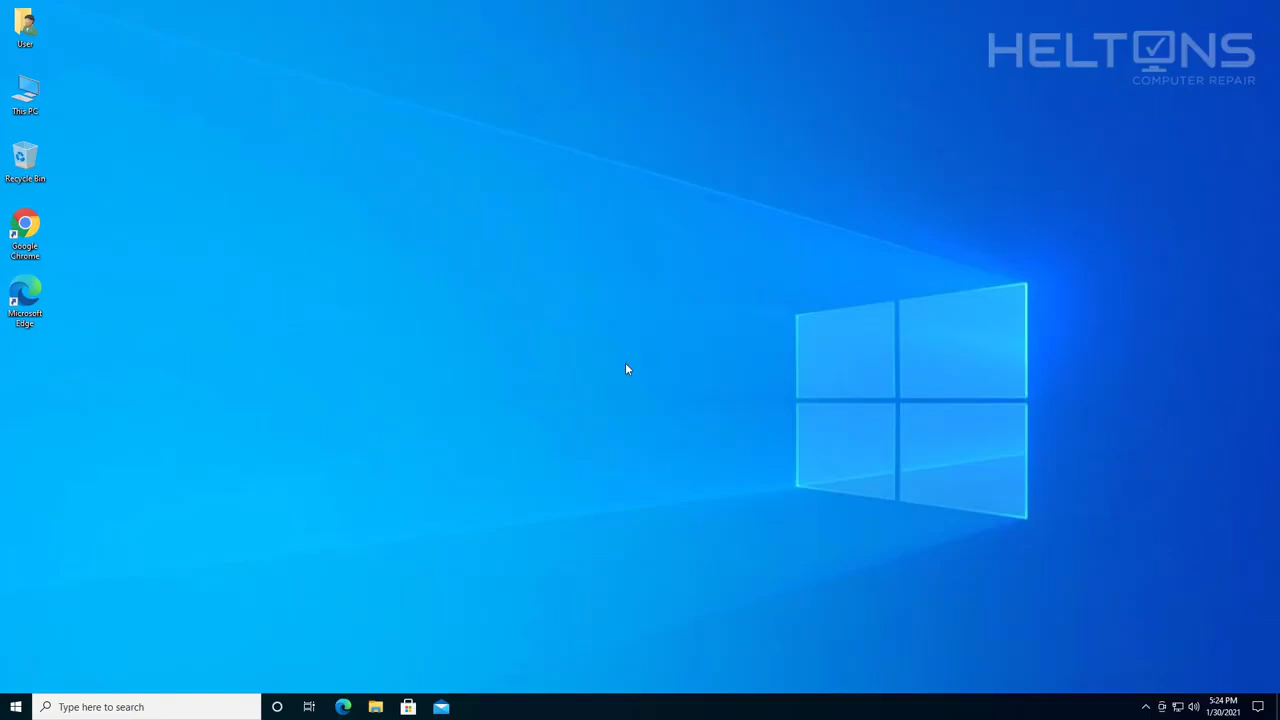 HELTONS
COMPUTER REPAIR
User
This PC
Recycle Bin
Google
Chrome
Microsoft
Edge
Type here to search
5:24 PM
1/30/2021